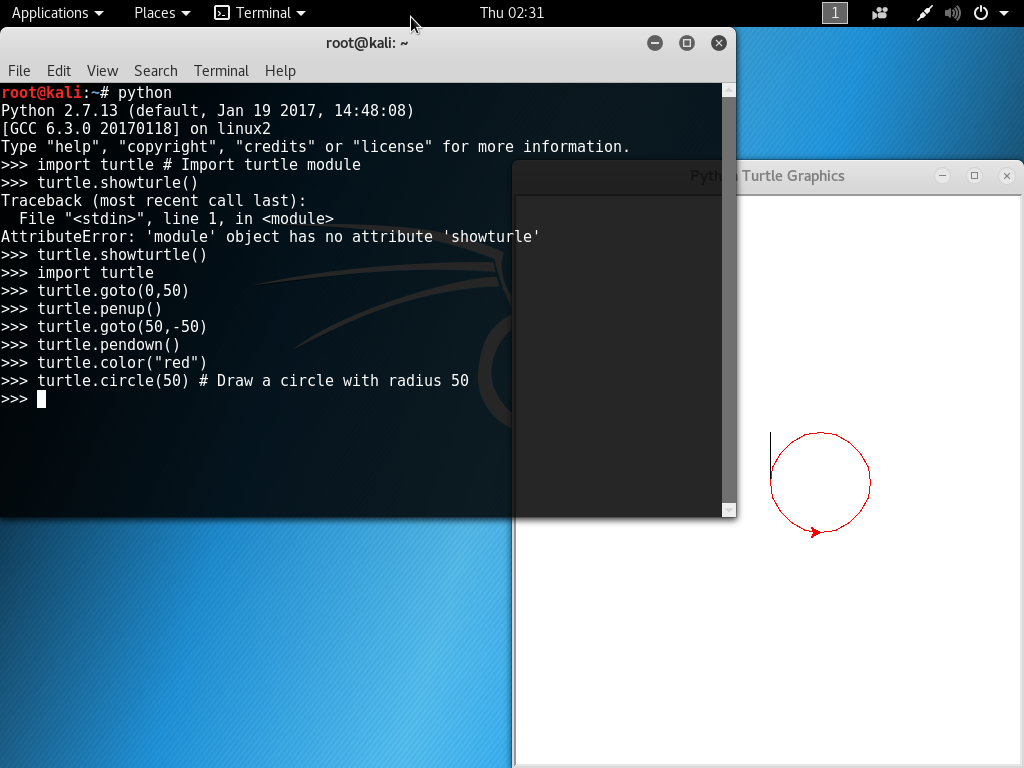 Applications Places Terminal Thu 02:31 1
root@kali: ~
File Edit View Search Terminal Help
root@kali:~# python
Python 2.7.13 (default, Jan 19 2017, 14:48:08)
[GCC 6.3.0 20170118] on linux2
Type "help", "copyright", "credits" or "license" for more information.
>>> import turtle # Import turtle module
>>> turtle.showturle()
Traceback (most recent call last):
  File "<stdin>", line 1, in <module>
AttributeError: 'module' object has no attribute 'showturle'
>>> turtle.showturtle()
>>> import turtle
>>> turtle.goto(0,50)
>>> turtle.penup()
>>> turtle.goto(50,-50)
>>> turtle.pendown()
>>> turtle.color("red")
>>> turtle.circle(50) # Draw a circle with radius 50
>>>
Python Turtle Graphics